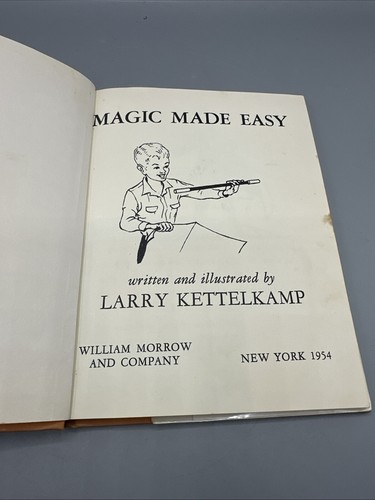 MAGIC MADE EASY
written and illustrated by
LARRY KETTELKAMP
WILLIAM MORROW
AND COMPANY
NEW YORK 1954